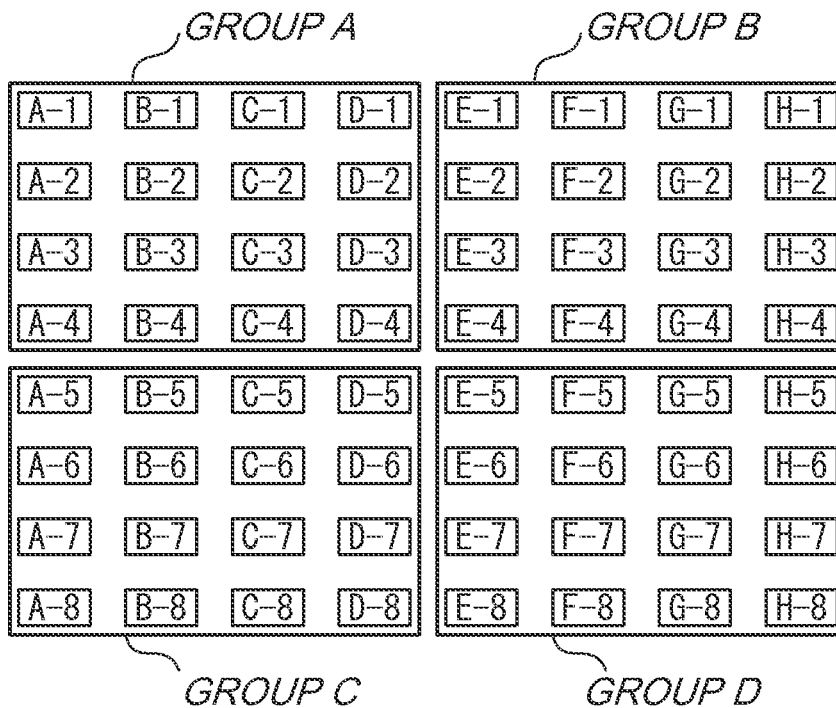 GROUP A GROUP B
A-1 B-1 C-1 D-1 E-1 F-1 G-1 H-1
A-2 B-2 C-2 D-2 E-2 F-2 G-2 H-2
A-3 B-3 C-3 D-3 E-3 F-3 G-3 H-3
A-4 B-4 C-4 D-4 E-4 F-4 G-4 H-4
A-5 B-5 C-5 D-5 E-5 F-5 G-5 H-5
A-6 B-6 C-6 D-6 E-6 F-6 G-6 H-6
A-7 B-7 C-7 D-7 E-7 F-7 G-7 H-7
A-8 B-8 C-8 D-8 E-8 F-8 G-8 H-8
GROUP C GROUP D